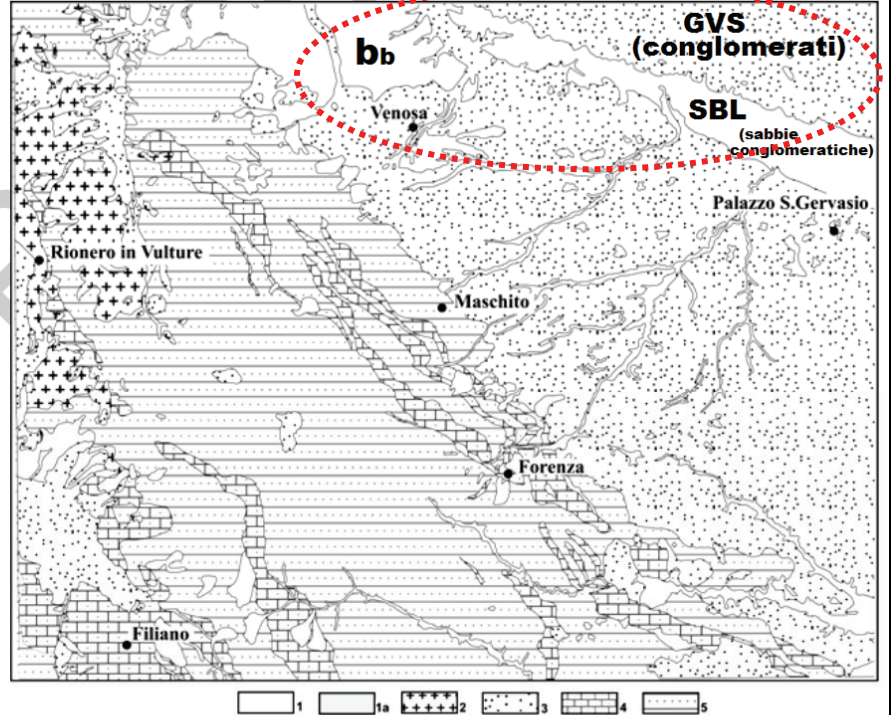 GVS
(conglomerati)
bb
SBL
(sabbie
conglomeratiche)
Venosa
Palazzo S.Gervasio
Rionero in Vulture
Maschito
Forenza
Filiano
1 1a 2 3 4 5